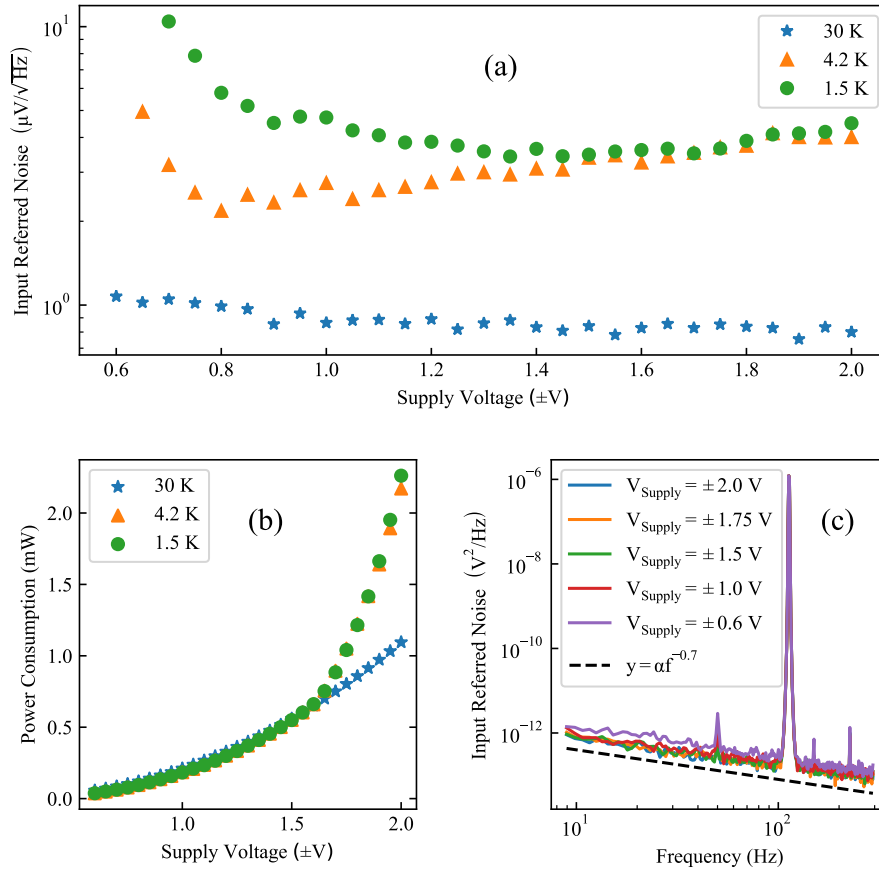 (a)
30 K
4.2 K
1.5 K
Input Referred Noise (μV/√Hz)
10¹
10⁰
0.6 0.8 1.0 1.2 1.4 1.6 1.8 2.0
Supply Voltage (±V)
(b)
30 K
4.2 K
1.5 K
Power Consumption (mW)
2.0
1.5
1.0
0.5
0.0
1.0 1.5 2.0
Supply Voltage (±V)
(c)
V_Supply = ±2.0 V
V_Supply = ±1.75 V
V_Supply = ±1.5 V
V_Supply = ±1.0 V
V_Supply = ±0.6 V
y = αf⁻⁰·⁷
Input Referred Noise (V²/Hz)
10⁻⁶
10⁻⁸
10⁻¹⁰
10⁻¹²
10¹ 10²
Frequency (Hz)